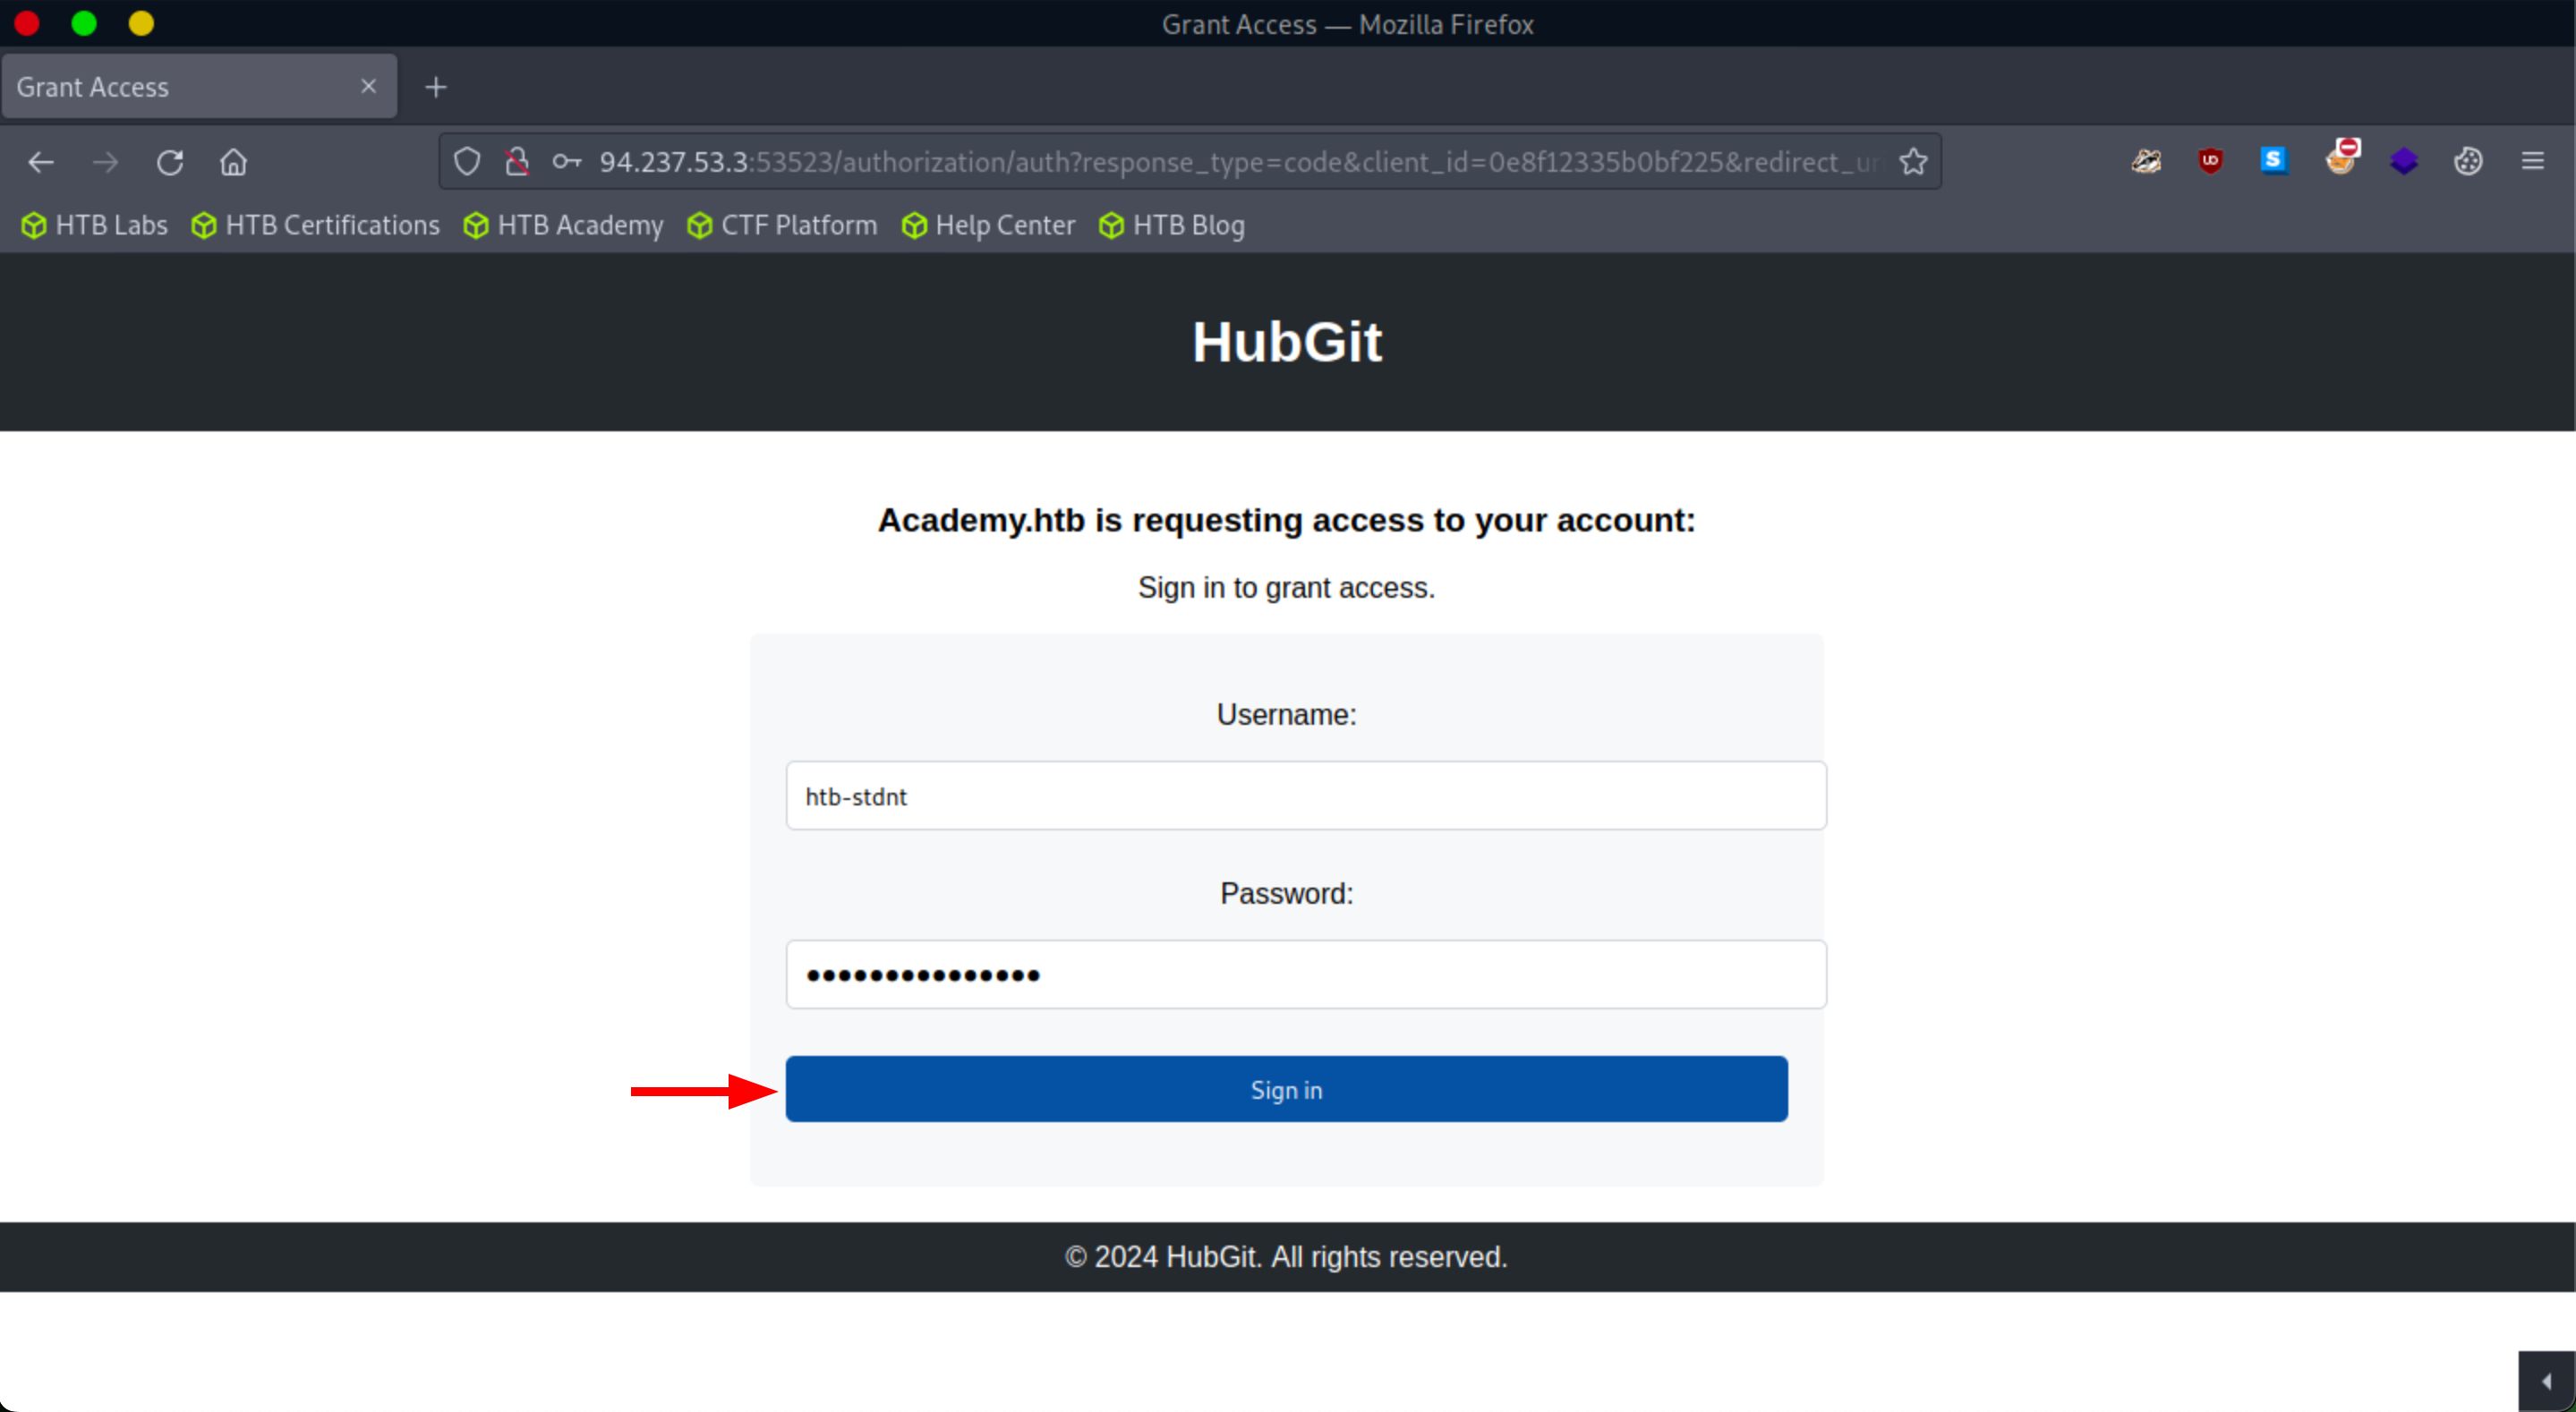 Grant Access — Mozilla Firefox
Grant Access
94.237.53.3:53523/authorization/auth?response_type=code&client_id=0e8f12335b0bf225&redirect_uri
HTB Labs HTB Certifications HTB Academy CTF Platform Help Center HTB Blog
HubGit
Academy.htb is requesting access to your account:
Sign in to grant access.
Username:
htb-stdnt
Password:
Sign in
© 2024 HubGit. All rights reserved.